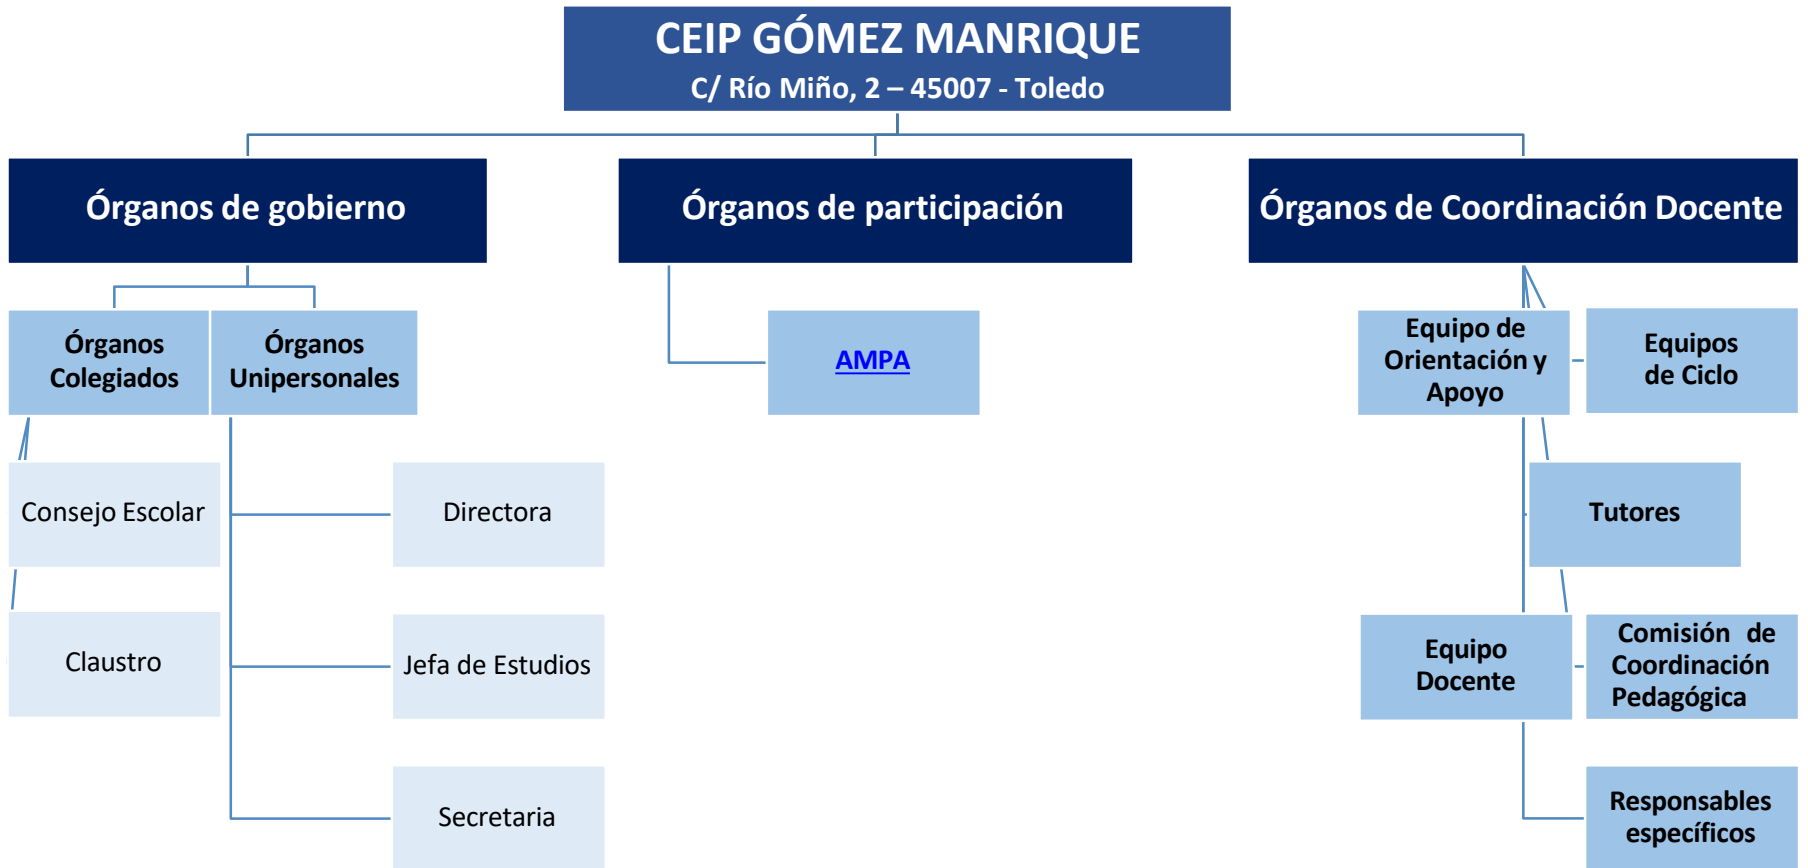 CEIP GÓMEZ MANRIQUE
C/ Río Miño, 2 – 45007 - Toledo
Órganos de gobierno
Órganos de participación
Órganos de Coordinación Docente
Órganos
Colegiados
Órganos
Unipersonales
AMPA
Equipo de
Orientación y
Apoyo
Equipos
de Ciclo
Consejo Escolar
Directora
Tutores
Claustro
Jefa de Estudios
Equipo
Docente
Comisión de
Coordinación
Pedagógica
Secretaria
Responsables
específicos